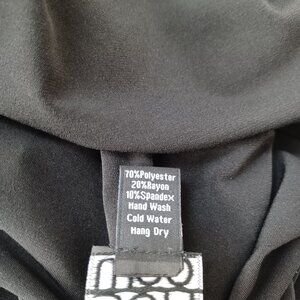 70%Polyester
20%Rayon
10%Spandex
Hand Wash
Cold Water
Hang Dry